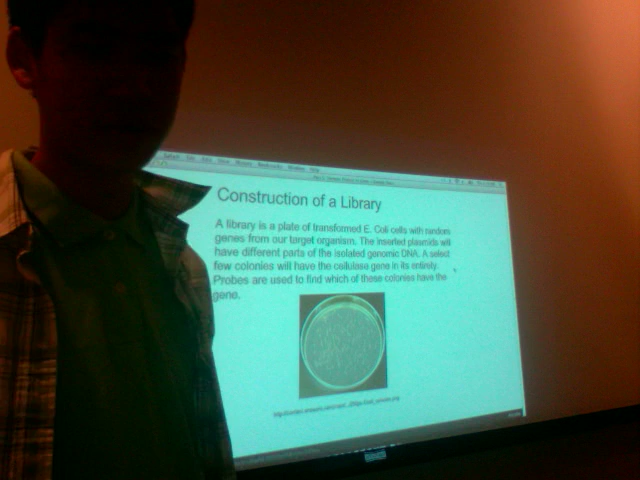 Construction of a Library
A library is a plate of transformed E. Coli cells with random
genes from our target organism. The inserted plasmids will
have different parts of the isolated genomic DNA. A select
few colonies will have the cellulase gene in its entirety.
Probes are used to find which of these colonies have the
gene.